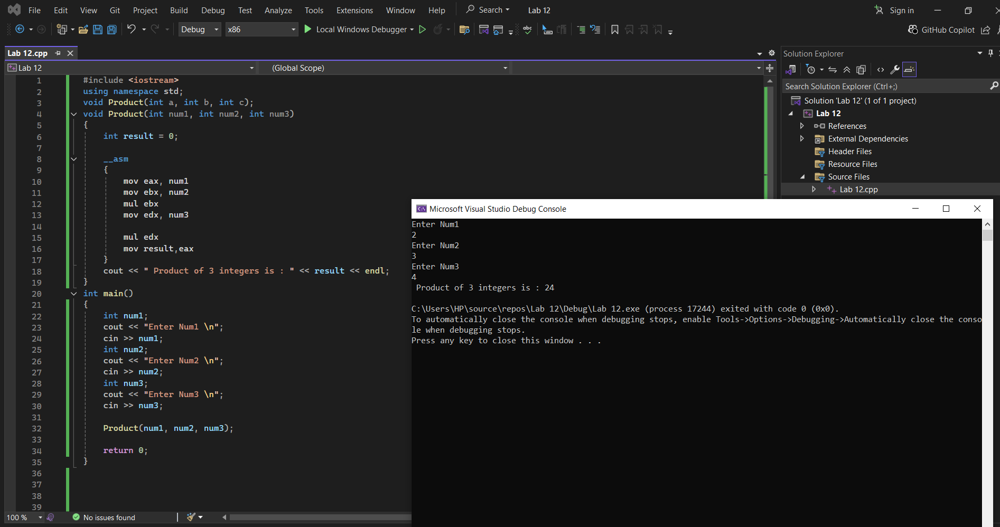 File Edit View Git Project Build Debug Test Analyze Tools Extensions Window Help Search Lab 12 Sign in
Debug x86 Local Windows Debugger abc GitHub Copilot
Lab 12.cpp
Lab 12 (Global Scope)
1 #include <iostream>
2 using namespace std;
3 void Product(int a, int b, int c);
4 void Product(int num1, int num2, int num3)
5 {
6 int result = 0;
7
8 __asm
9 {
10 mov eax, num1
11 mov ebx, num2
12 mul ebx
13 mov edx, num3
14
15 mul edx
16 mov result,eax
17 }
18 cout << " Product of 3 integers is : " << result << endl;
19 }
20 int main()
21 {
22 int num1;
23 cout << "Enter Num1 \n";
24 cin >> num1;
25 int num2;
26 cout << "Enter Num2 \n";
27 cin >> num2;
28 int num3;
29 cout << "Enter Num3 \n";
30 cin >> num3;
31
32 Product(num1, num2, num3);
33
34 return 0;
35 }
36
37
38
39
100 % No issues found
Solution Explorer
Search Solution Explorer (Ctrl+;)
Solution 'Lab 12' (1 of 1 project)
Lab 12
References
External Dependencies
Header Files
Resource Files
Source Files
Lab 12.cpp
C:\ Microsoft Visual Studio Debug Console
Enter Num1
2
Enter Num2
3
Enter Num3
4
Product of 3 integers is : 24
C:\Users\HP\source\repos\Lab 12\Debug\Lab 12.exe (process 17244) exited with code 0 (0x0).
To automatically close the console when debugging stops, enable Tools->Options->Debugging->Automatically close the conso
le when debugging stops.
Press any key to close this window . . .